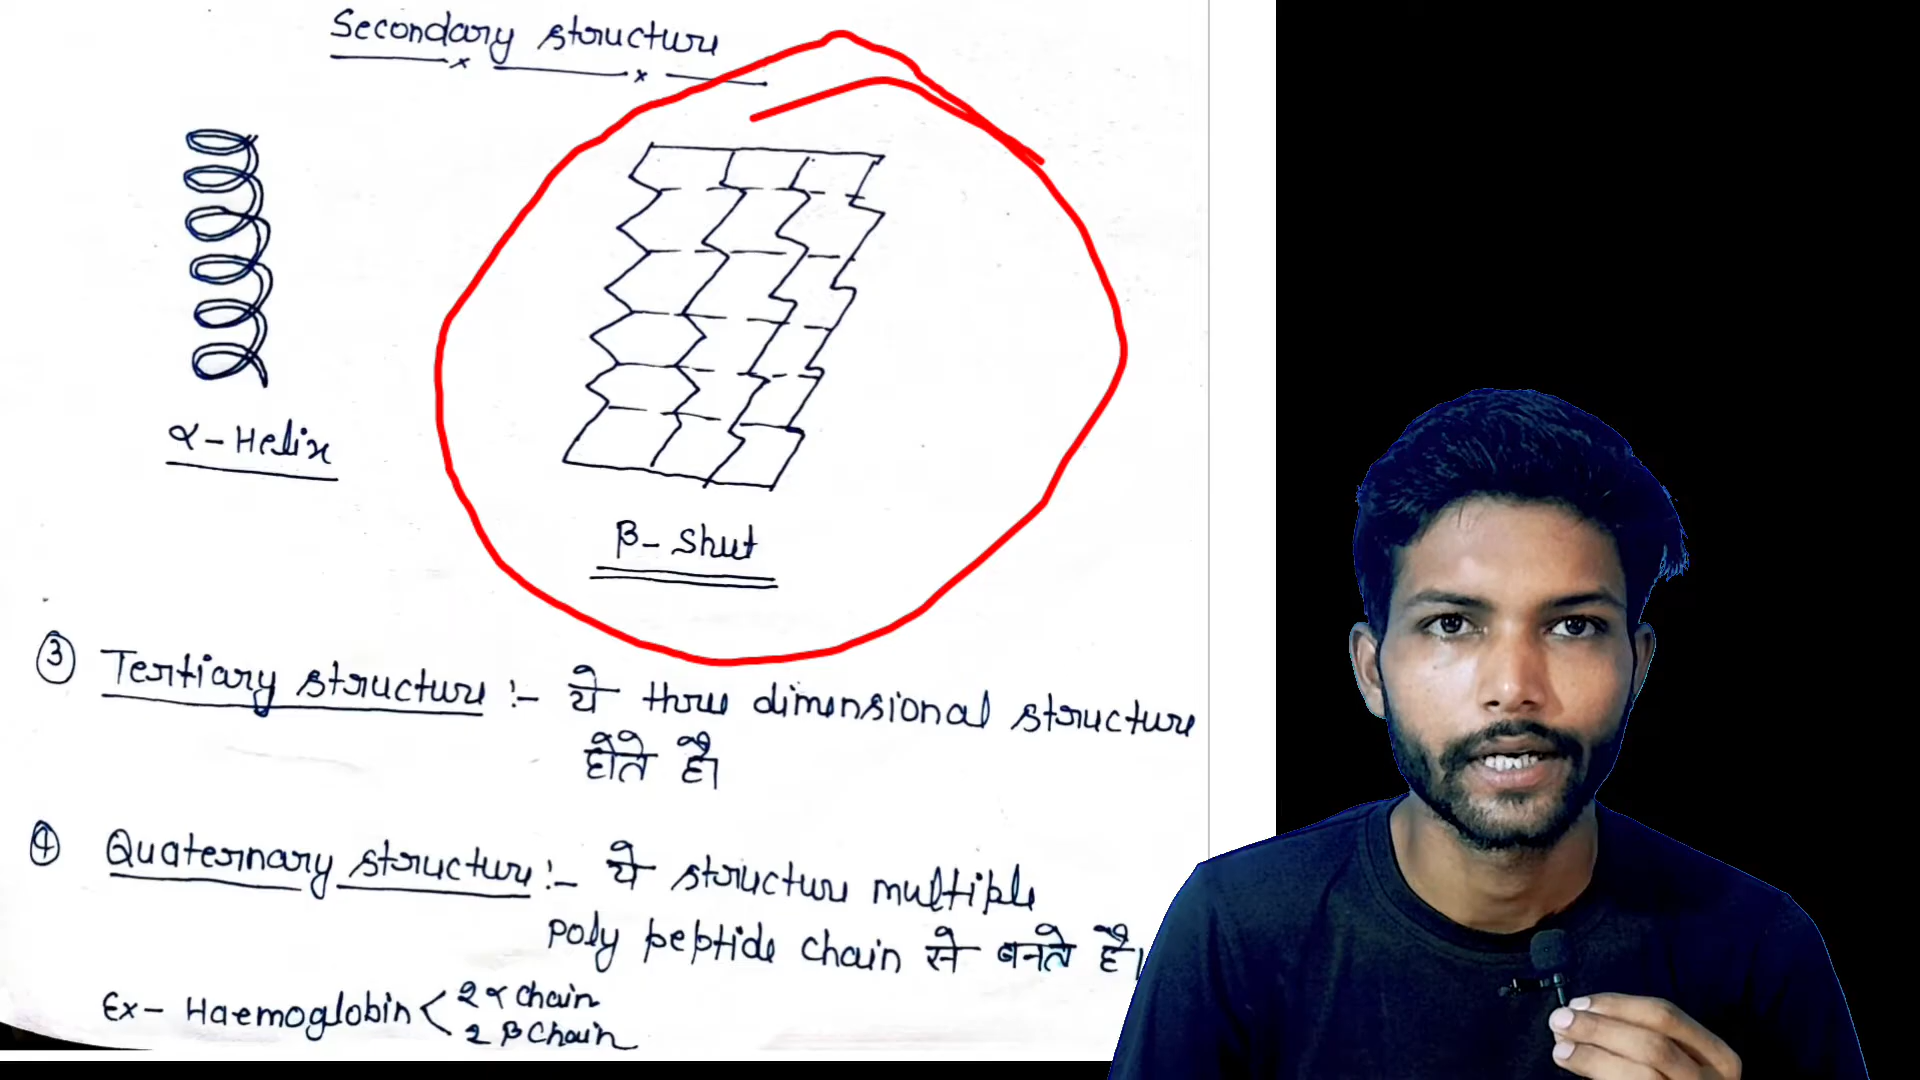 Secondary structure
α-Helix
β- Sheet
③ Tertiary structure :- ये three dimensional structure
होते है।
④ Quaternary structure :- ये structure multiple
poly peptide chain से बनते है।
Ex- Haemoglobin < 2 α chain
2 β Chain